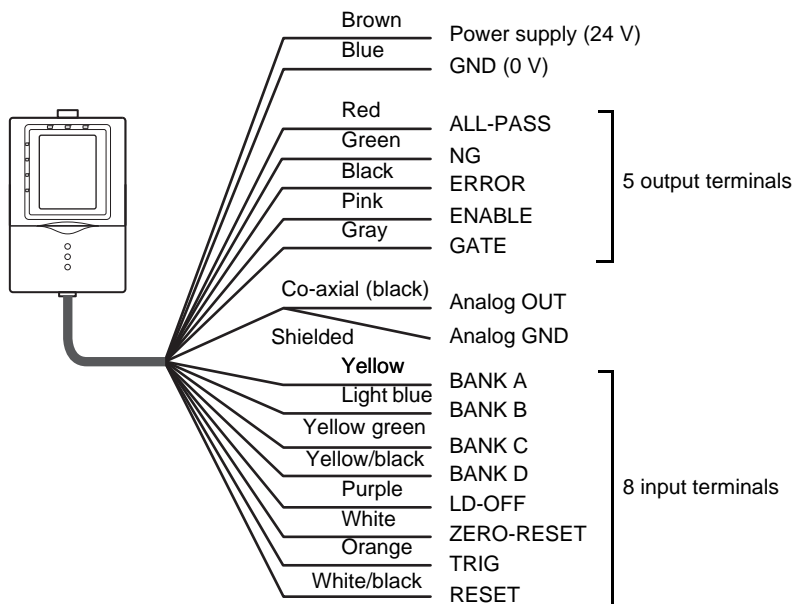 Brown Power supply (24 V)
Blue GND (0 V)
Red ALL-PASS
Green NG
Black ERROR
Pink ENABLE
Gray GATE
5 output terminals
Co-axial (black) Analog OUT
Shielded Analog GND
Yellow BANK A
Light blue BANK B
Yellow green BANK C
Yellow/black BANK D
Purple LD-OFF
White ZERO-RESET
Orange TRIG
White/black RESET
8 input terminals